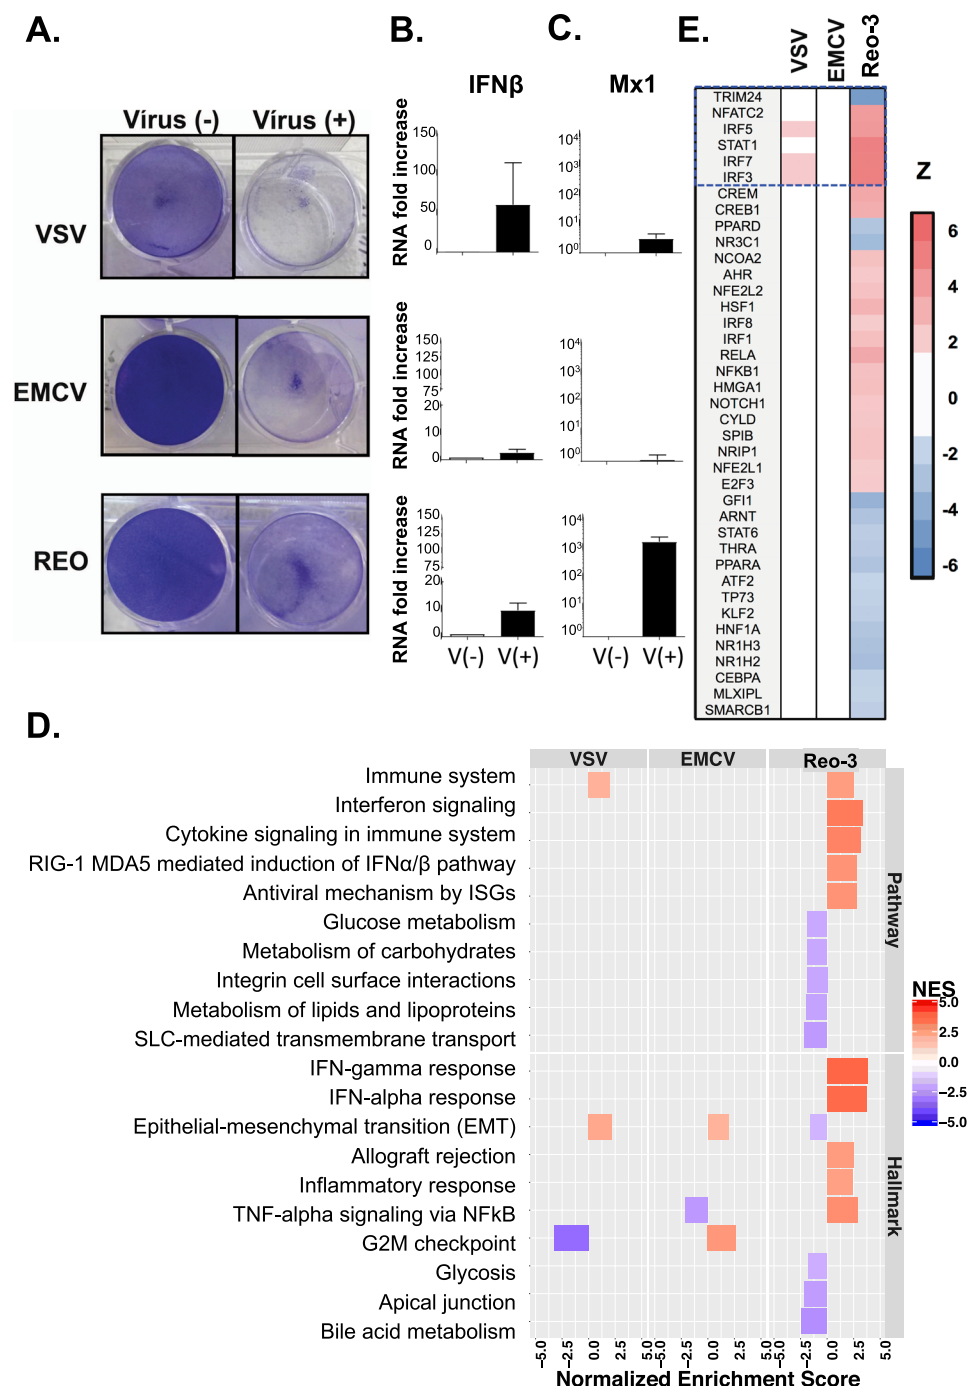 A.
B.
C.
E.
IFNβ
Mx1
VSV
EMCV
Reo-3
Vírus (-)
Vírus (+)
VSV
EMCV
REO
RNA fold increase
150
100
50
0
10⁴
10³
10²
10¹
10⁰
RNA fold increase
150
125
100
75
20
10
0
10⁴
10³
10²
10¹
10⁰
RNA fold increase
150
125
100
75
20
10
0
10⁴
10³
10²
10¹
10⁰
V(-)
V(+)
V(-)
V(+)
TRIM24
NFATC2
IRF5
STAT1
IRF7
IRF3
CREM
CREB1
PPARD
NR3C1
NCOA2
AHR
NFE2L2
HSF1
IRF8
IRF1
RELA
NFKB1
HMGA1
NOTCH1
CYLD
SPIB
NRIP1
NFE2L1
E2F3
GFI1
ARNT
STAT6
THRA
PPARA
ATF2
TP73
KLF2
HNF1A
NR1H3
NR1H2
CEBPA
MLXIPL
SMARCB1
Z
6
4
2
0
-2
-4
-6
D.
VSV
EMCV
Reo-3
Immune system
Interferon signaling
Cytokine signaling in immune system
RIG-1 MDA5 mediated induction of IFNα/β pathway
Antiviral mechanism by ISGs
Glucose metabolism
Metabolism of carbohydrates
Integrin cell surface interactions
Metabolism of lipids and lipoproteins
SLC-mediated transmembrane transport
Pathway
IFN-gamma response
IFN-alpha response
Epithelial-mesenchymal transition (EMT)
Allograft rejection
Inflammatory response
TNF-alpha signaling via NFkB
G2M checkpoint
Glycosis
Apical junction
Bile acid metabolism
Hallmark
NES
5.0
2.5
0.0
−2.5
−5.0
−5.0
−2.5
0.0
2.5
5.0
−5.0
−2.5
0.0
2.5
5.0
−5.0
−2.5
0.0
2.5
5.0
Normalized Enrichment Score